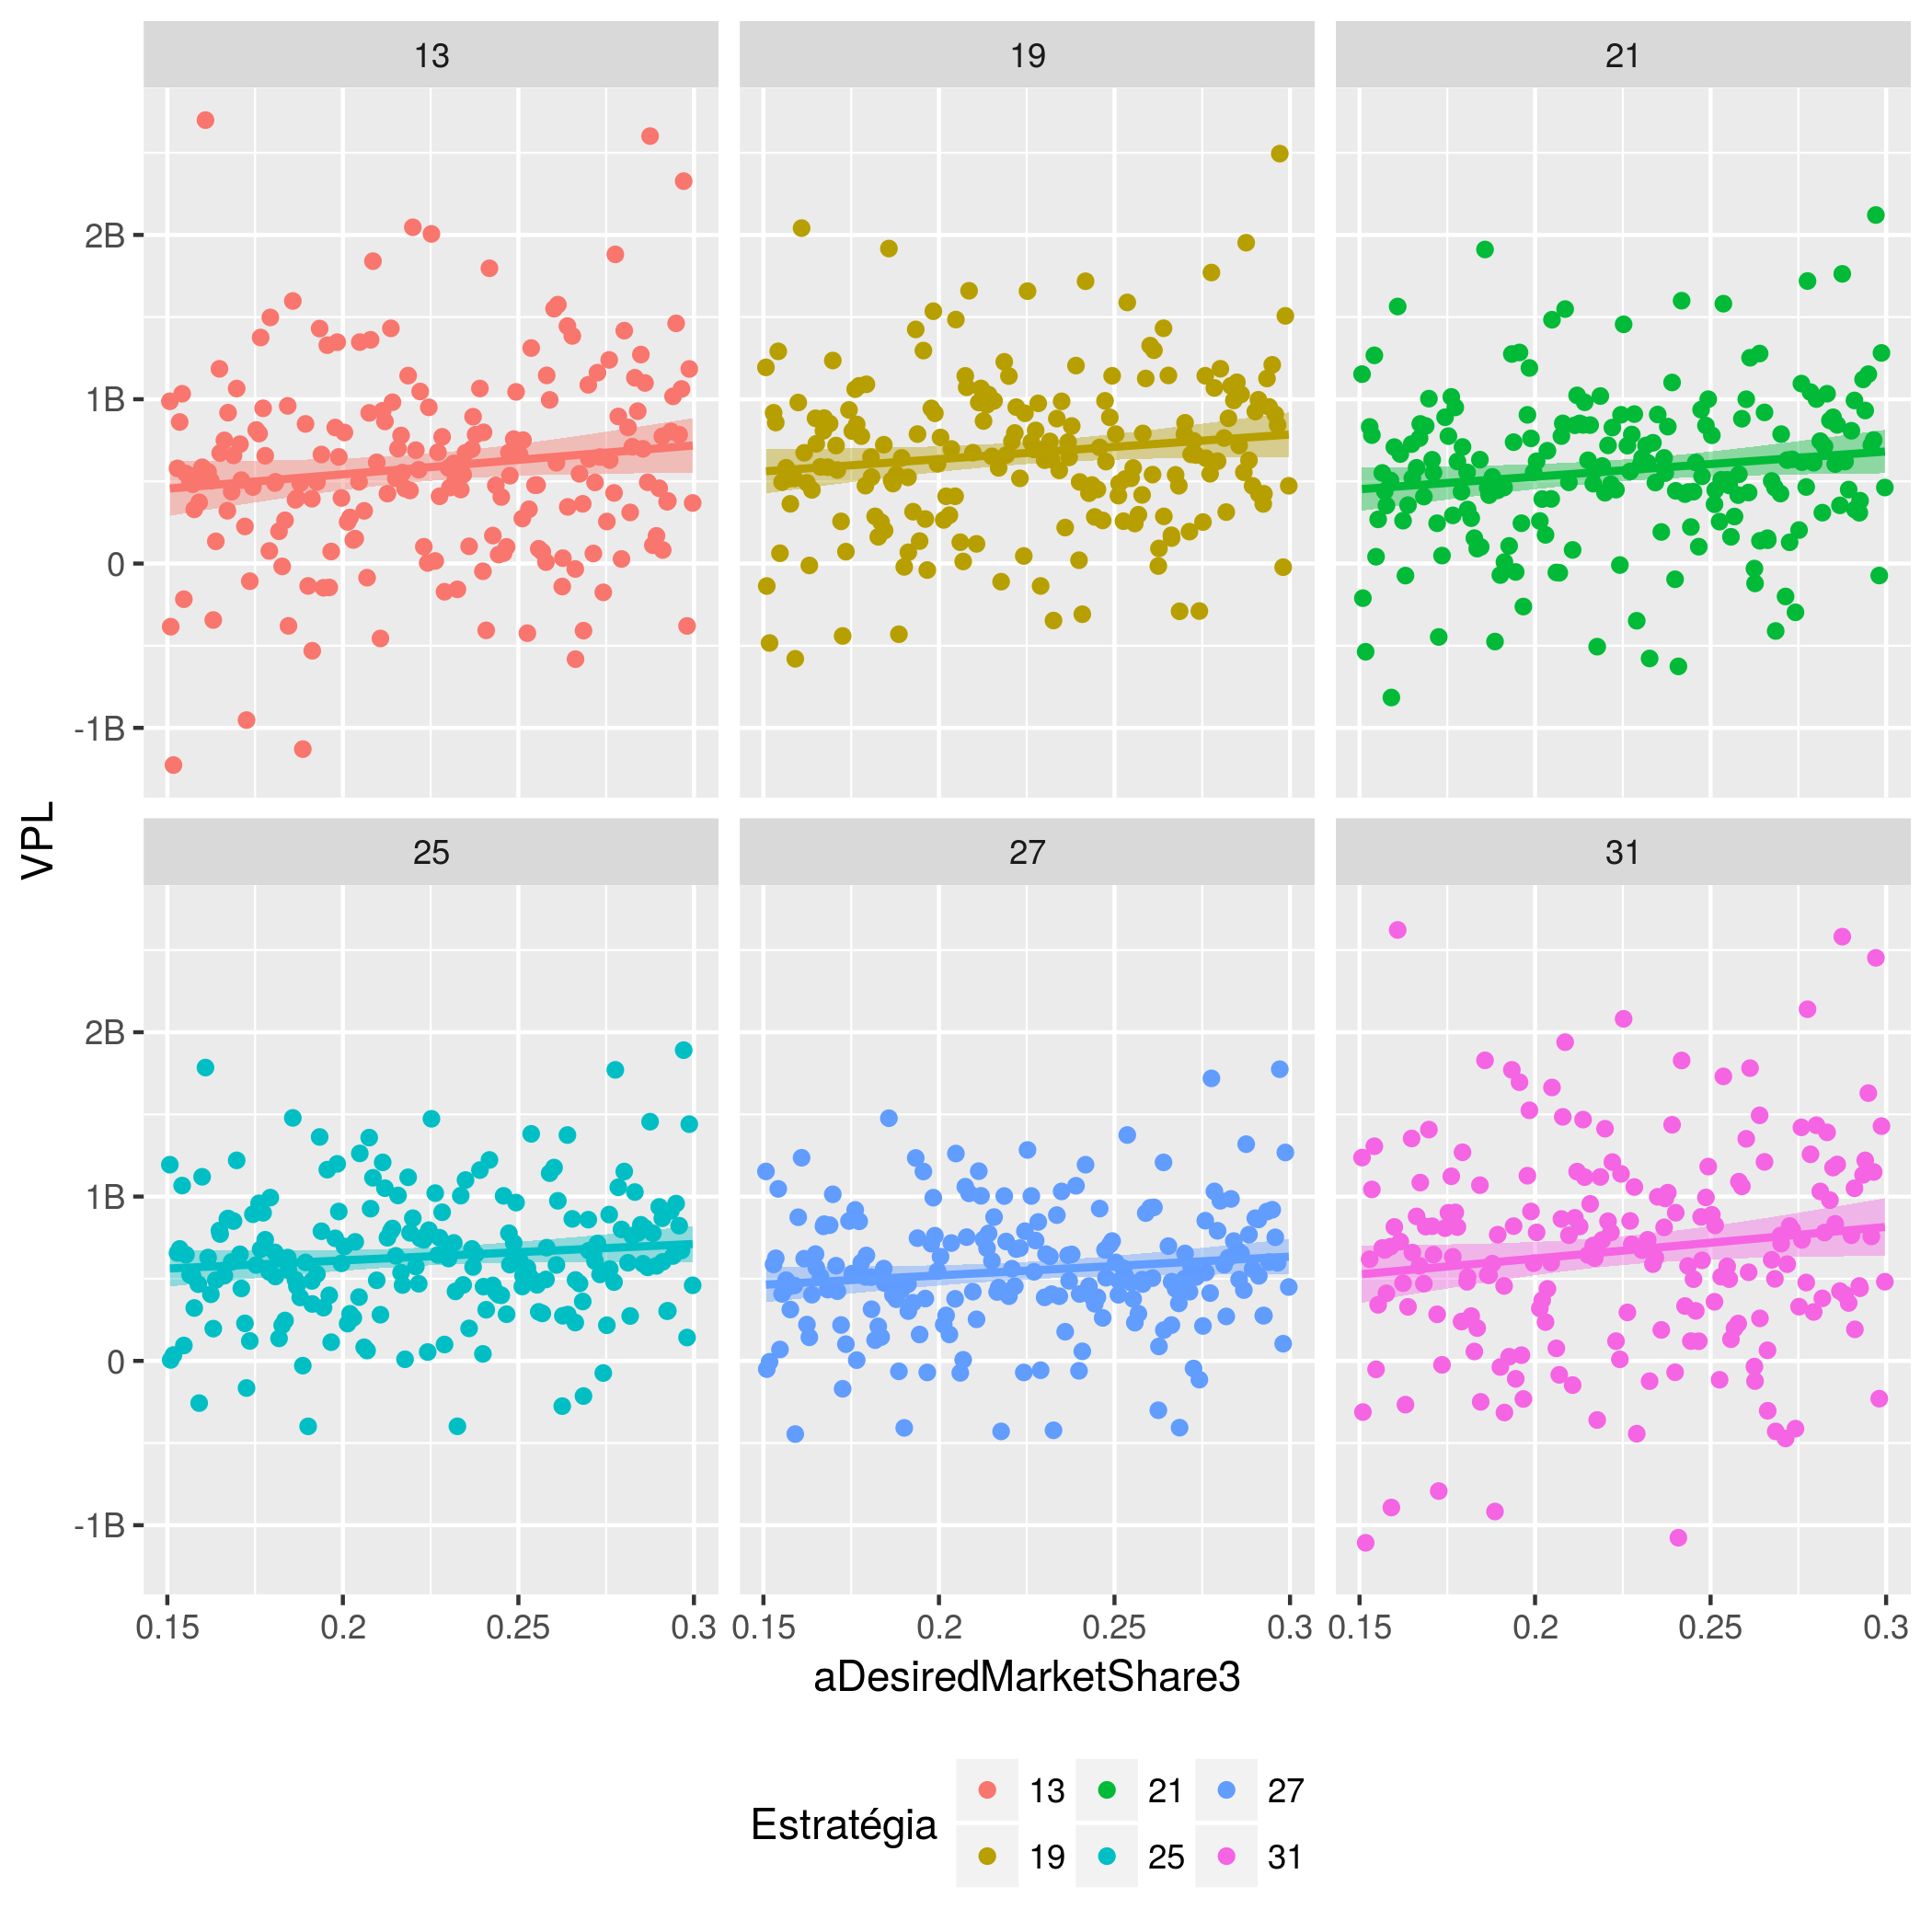 13 19 21
2B
1B
0
-1B
VPL
25 27 31
2B
1B
0
-1B
0.15 0.2 0.25 0.3 0.15 0.2 0.25 0.3 0.15 0.2 0.25 0.3
aDesiredMarketShare3
Estratégia
13 21 27
19 25 31